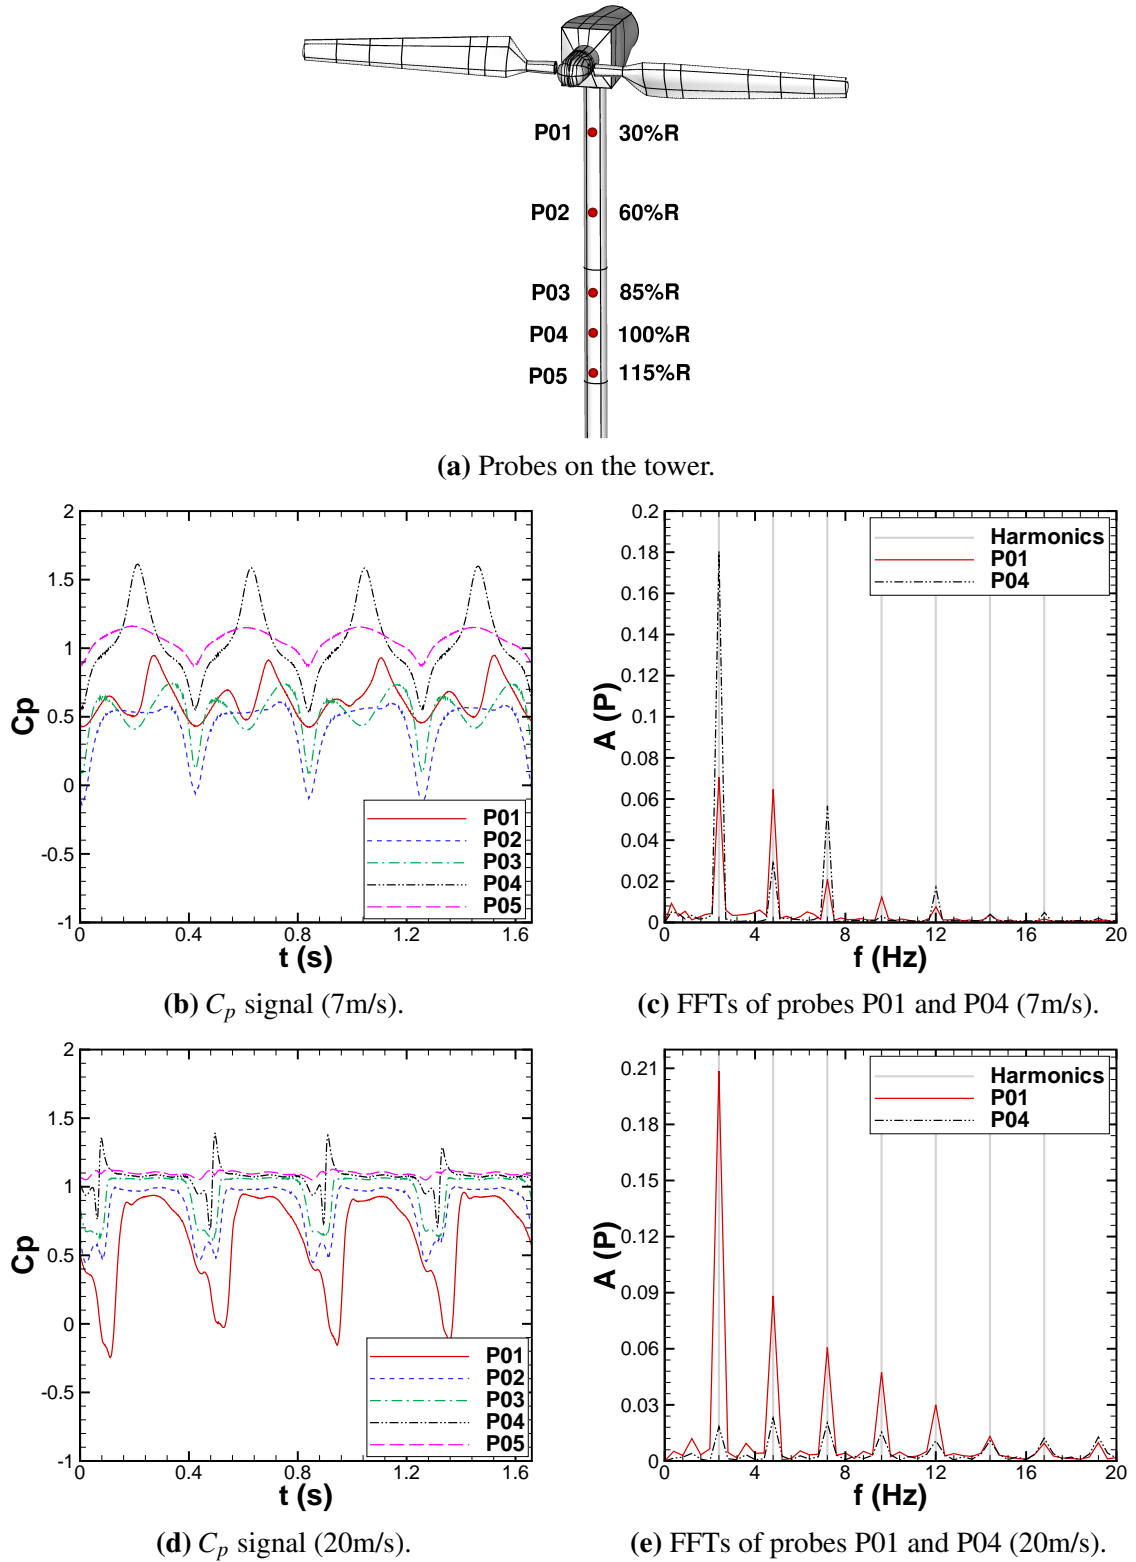 P01 30%R
P02 60%R
P03 85%R
P04 100%R
P05 115%R
(a) Probes on the tower.
2
1.5
1
0.5
0
-0.5
-1
Cp
0 0.4 0.8 1.2 1.6
t (s)
P01
P02
P03
P04
P05
(b) Cp signal (7m/s).
0.2
0.18
0.16
0.14
0.12
0.1
0.08
0.06
0.04
0.02
0
A (P)
0 4 8 12 16 20
f (Hz)
Harmonics
P01
P04
(c) FFTs of probes P01 and P04 (7m/s).
2
1.5
1
0.5
0
-0.5
-1
Cp
0 0.4 0.8 1.2 1.6
t (s)
P01
P02
P03
P04
P05
(d) Cp signal (20m/s).
0.21
0.18
0.15
0.12
0.09
0.06
0.03
0
A (P)
0 4 8 12 16 20
f (Hz)
Harmonics
P01
P04
(e) FFTs of probes P01 and P04 (20m/s).